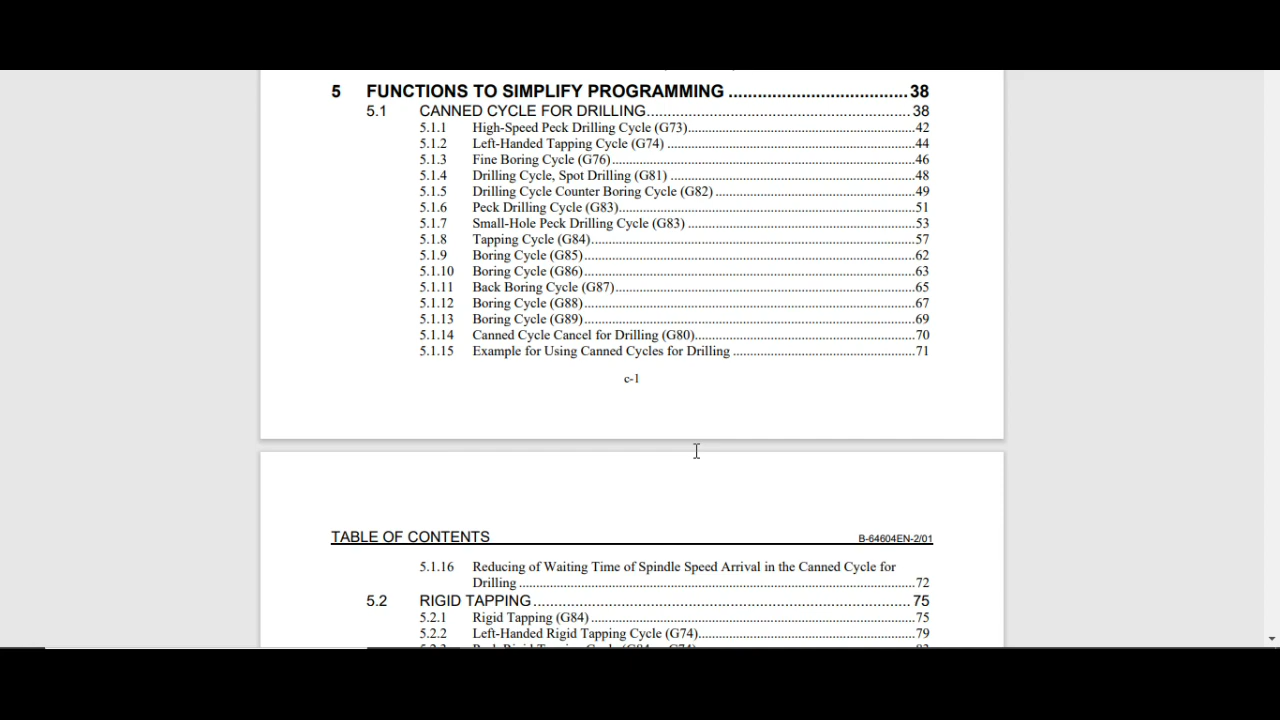 5 FUNCTIONS TO SIMPLIFY PROGRAMMING .................................... 38
5.1 CANNED CYCLE FOR DRILLING............................................................ 38
5.1.1 High-Speed Peck Drilling Cycle (G73)............................................................42
5.1.2 Left-Handed Tapping Cycle (G74) .................................................................44
5.1.3 Fine Boring Cycle (G76)................................................................................46
5.1.4 Drilling Cycle, Spot Drilling (G81) ................................................................48
5.1.5 Drilling Cycle Counter Boring Cycle (G82) .....................................................49
5.1.6 Peck Drilling Cycle (G83)..............................................................................51
5.1.7 Small-Hole Peck Drilling Cycle (G83) ............................................................53
5.1.8 Tapping Cycle (G84).....................................................................................57
5.1.9 Boring Cycle (G85).......................................................................................62
5.1.10 Boring Cycle (G86).......................................................................................63
5.1.11 Back Boring Cycle (G87)...............................................................................65
5.1.12 Boring Cycle (G88).......................................................................................67
5.1.13 Boring Cycle (G89).......................................................................................69
5.1.14 Canned Cycle Cancel for Drilling (G80)..........................................................70
5.1.15 Example for Using Canned Cycles for Drilling ................................................71
c-1
TABLE OF CONTENTS B-64604EN-2/01
5.1.16 Reducing of Waiting Time of Spindle Speed Arrival in the Canned Cycle for
Drilling ........................................................................................................72
5.2 RIGID TAPPING....................................................................................... 75
5.2.1 Rigid Tapping (G84) .....................................................................................75
5.2.2 Left-Handed Rigid Tapping Cycle (G74).........................................................79